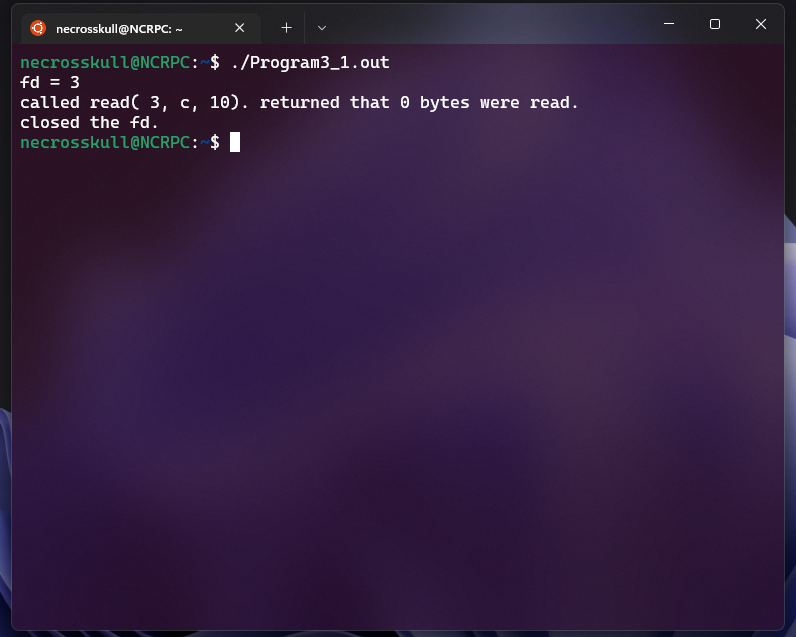 necrosskull@NCRPC: ~
necrosskull@NCRPC:~$ ./Program3_1.out
fd = 3
called read( 3, c, 10). returned that 0 bytes were read.
closed the fd.
necrosskull@NCRPC:~$